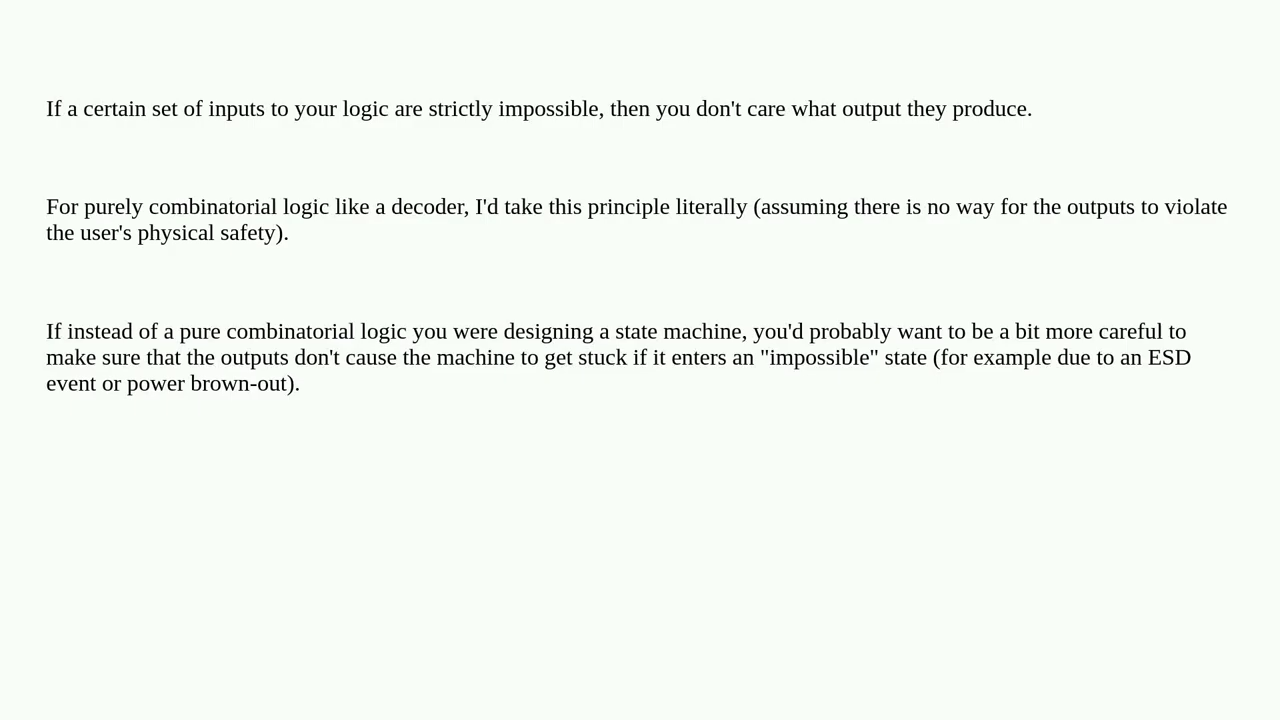 If a certain set of inputs to your logic are strictly impossible, then you don't care what output they produce.
For purely combinatorial logic like a decoder, I'd take this principle literally (assuming there is no way for the outputs to violate
the user's physical safety).
If instead of a pure combinatorial logic you were designing a state machine, you'd probably want to be a bit more careful to
make sure that the outputs don't cause the machine to get stuck if it enters an "impossible" state (for example due to an ESD
event or power brown-out).